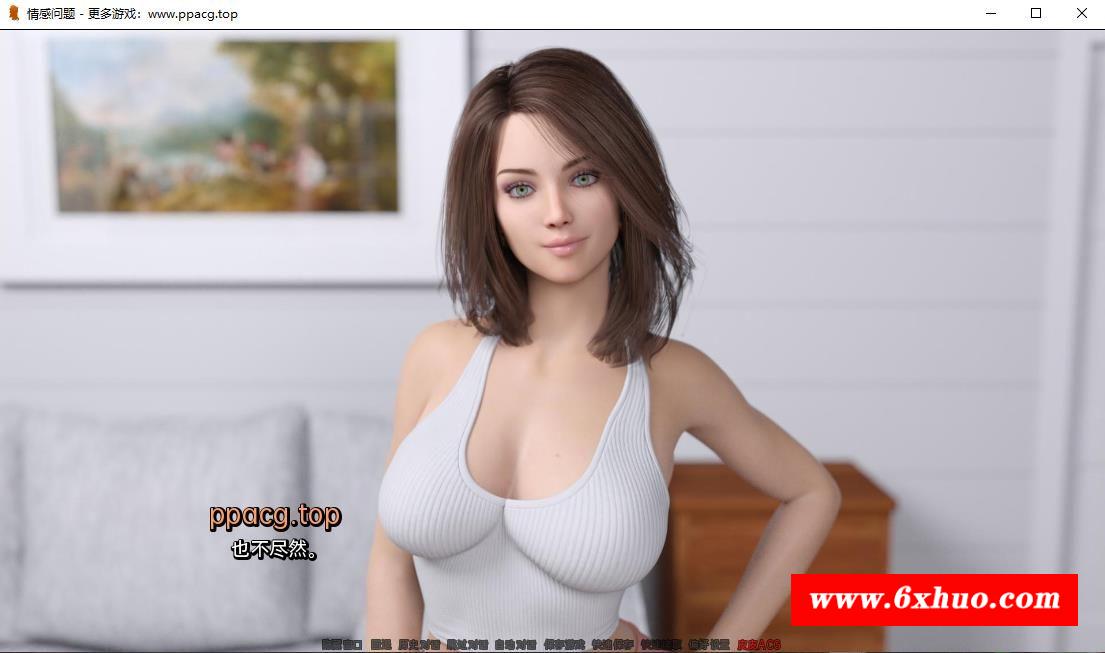 情感问题 - 更多游戏：www.ppacg.top
ppacg.top
也不尽然。
www.6xhuo.com
隐藏窗口 回退 历史对话 跳过对话 自动对话 保存游戏 快速保存 快速读取 偏好设置 皮皮ACG